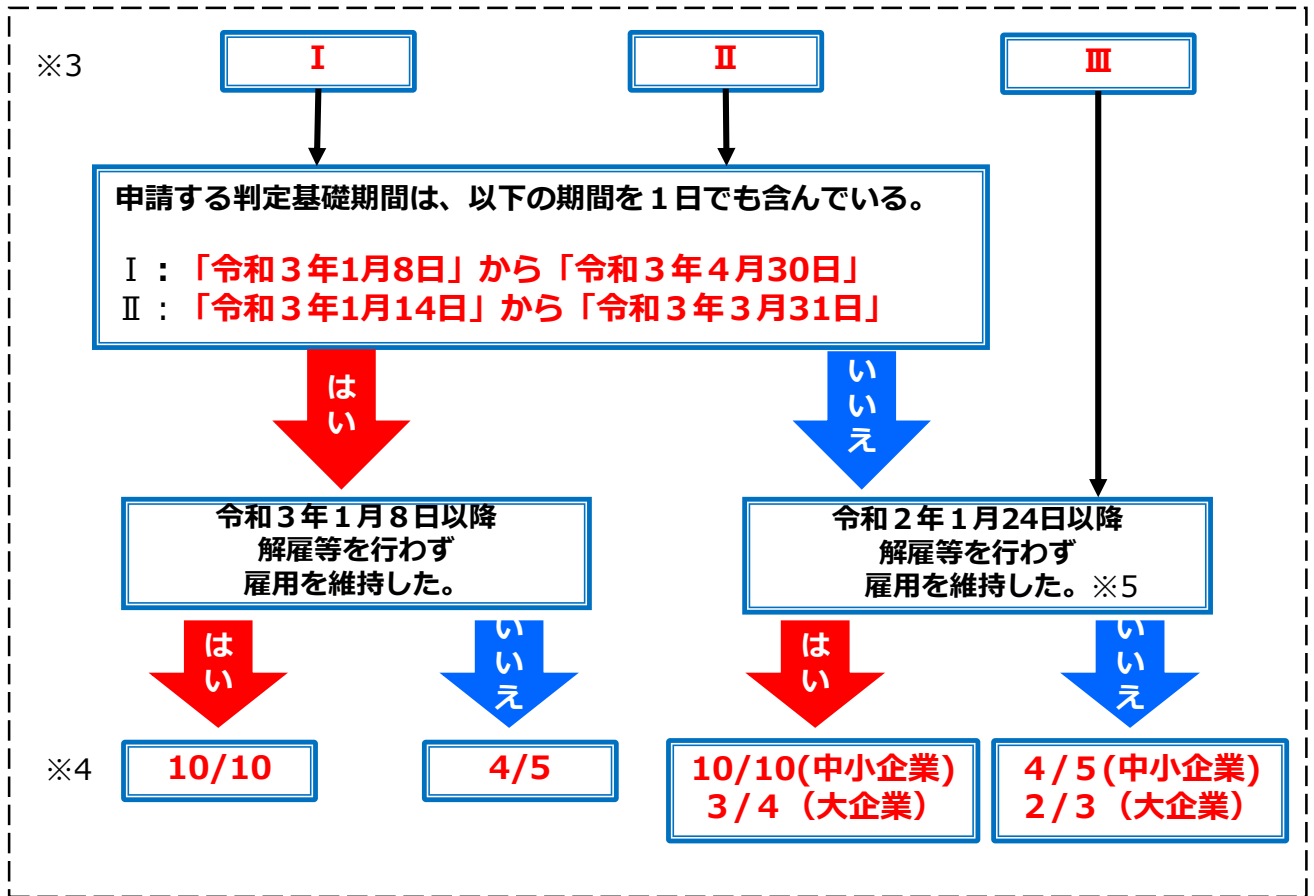 ※3
Ⅰ
Ⅱ
Ⅲ
申請する判定基礎期間は、以下の期間を１日でも含んでいる。
Ⅰ：「令和３年1月8日」から「令和３年４月30日」
Ⅱ：「令和３年1月14日」から「令和３年３月31日」
はい
いいえ
令和３年１月８日以降
解雇等を行わず
雇用を維持した。
令和２年１月24日以降
解雇等を行わず
雇用を維持した。※5
はい
いいえ
はい
いいえ
※4
10/10
4/5
10/10(中小企業)
３/４（大企業）
４/５(中小企業)
２/３（大企業）